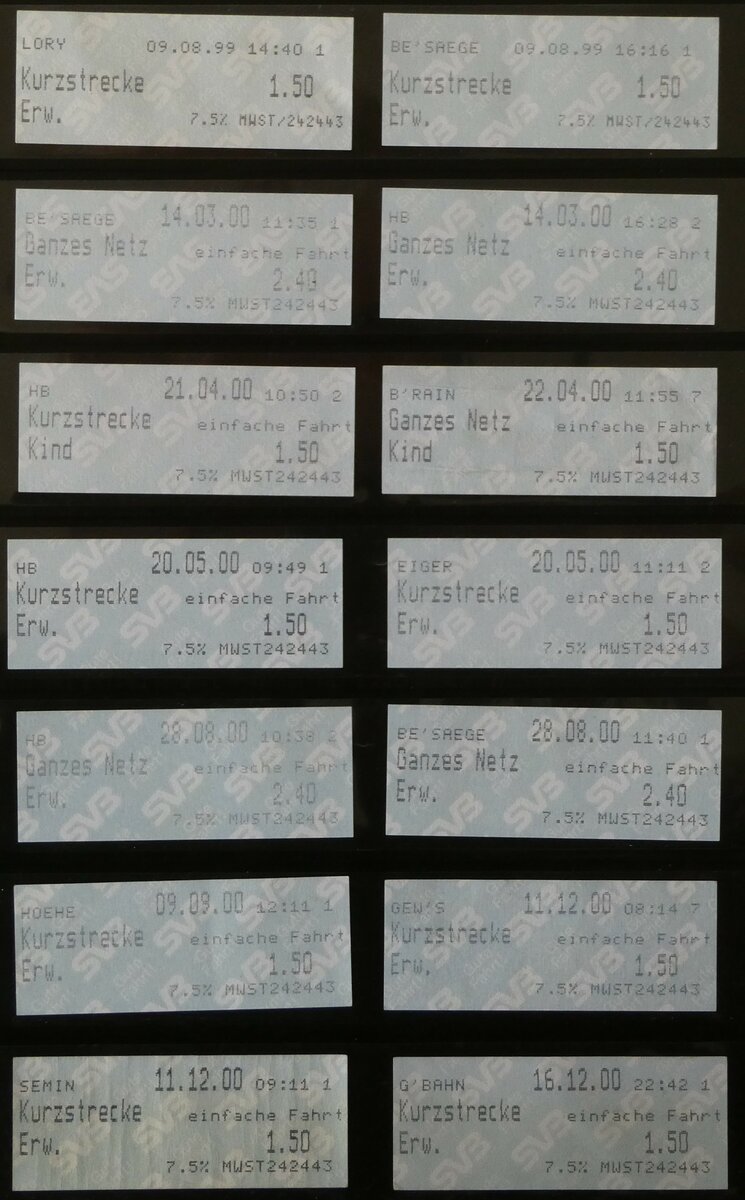 LORY 09.08.99 14:40 1
Kurzstrecke 1.50
Erw. 7.5% MWST/242443
BE'SAEGE 09.08.99 16:16 1
Kurzstrecke 1.50
Erw. 7.5% MWST/242443
BE'SAEGE 14.03.00 11:35 1
Ganzes Netz einfache Fahrt
Erw. 2.40
7.5% MWST242443
HB 14.03.00 16:28 2
Ganzes Netz einfache Fahrt
Erw. 2.40
7.5% MWST242443
HB 21.04.00 10:50 2
Kurzstrecke einfache Fahrt
Kind 1.50
7.5% MWST242443
B'RAIN 22.04.00 11:55 7
Ganzes Netz einfache Fahrt
Kind 1.50
7.5% MWST242443
HB 20.05.00 09:49 1
Kurzstrecke einfache Fahrt
Erw. 1.50
7.5% MWST242443
EIGER 20.05.00 11:11 2
Kurzstrecke einfache Fahrt
Erw. 1.50
7.5% MWST242443
HB 28.08.00 10:38 2
Ganzes Netz einfache Fahrt
Erw. 2.40
7.5% MWST242443
BE'SAEGE 28.08.00 11:40 1
Ganzes Netz einfache Fahrt
Erw. 2.40
7.5% MWST242443
HOEHE 09.09.00 12:11 1
Kurzstrecke einfache Fahrt
Erw. 1.50
7.5% MWST242443
GEW'S 11.12.00 08:14 7
Kurzstrecke einfache Fahrt
Erw. 1.50
7.5% MWST242443
SEMIN 11.12.00 09:11 1
Kurzstrecke einfache Fahrt
Erw. 1.50
7.5% MWST242443
G'BAHN 16.12.00 22:42 1
Kurzstrecke einfache Fahrt
Erw. 1.50
7.5% MWST242443